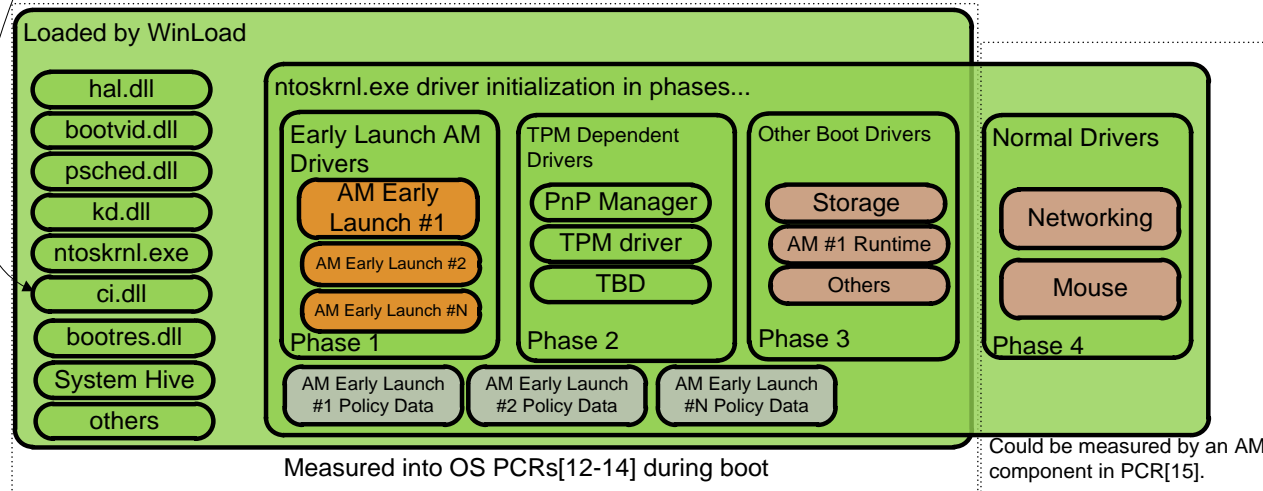 Loaded by WinLoad
hal.dll
bootvid.dll
psched.dll
kd.dll
ntoskrnl.exe
ci.dll
bootres.dll
System Hive
others
ntoskrnl.exe driver initialization in phases...
Early Launch AM
Drivers
AM Early
Launch #1
AM Early Launch #2
AM Early Launch #N
Phase 1
TPM Dependent
Drivers
PnP Manager
TPM driver
TBD
Phase 2
Other Boot Drivers
Storage
AM #1 Runtime
Others
Phase 3
Normal Drivers
Networking
Mouse
Phase 4
AM Early Launch
#1 Policy Data
AM Early Launch
#2 Policy Data
AM Early Launch
#N Policy Data
Measured into OS PCRs[12-14] during boot
Could be measured by an AM
component in PCR[15].